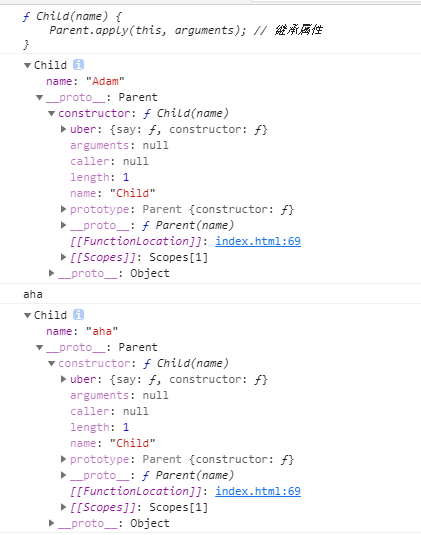 ƒ Child(name) {
Parent.apply(this, arguments); // 继承属性
}
▼Child i
name: "Adam"
▼__proto__: Parent
▼constructor: ƒ Child(name)
▶uber: {say: ƒ, constructor: ƒ}
arguments: null
caller: null
length: 1
name: "Child"
▶prototype: Parent {constructor: ƒ}
▶__proto__: ƒ Parent(name)
[[FunctionLocation]]: index.html:69
▶[[Scopes]]: Scopes[1]
▶__proto__: Object
aha
▼Child i
name: "aha"
▼__proto__: Parent
▼constructor: ƒ Child(name)
▶uber: {say: ƒ, constructor: ƒ}
arguments: null
caller: null
length: 1
name: "Child"
▶prototype: Parent {constructor: ƒ}
▶__proto__: ƒ Parent(name)
[[FunctionLocation]]: index.html:69
▶[[Scopes]]: Scopes[1]
▶__proto__: Object